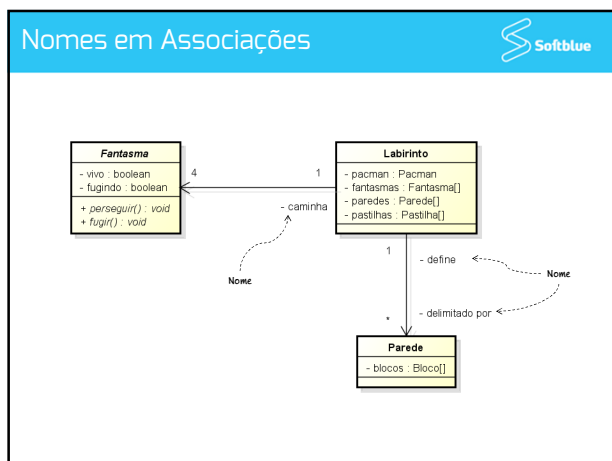 Nomes em Associações
Softblue
Fantasma
- vivo : boolean
- fugindo : boolean
+ perseguir() : void
+ fugir() : void
4
1
- caminha
Labirinto
- pacman : Pacman
- fantasmas : Fantasma[]
- paredes : Parede[]
- pastilhas : Pastilha[]
Nome
1
- define
Nome
- delimitado por
*
Parede
- blocos : Bloco[]